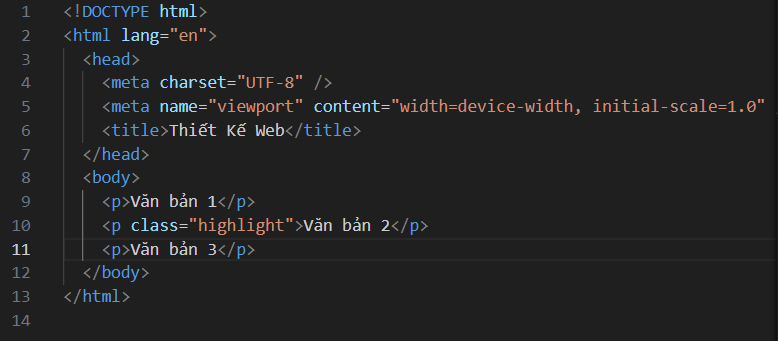 1 <!DOCTYPE html>
2 <html lang="en">
3   <head>
4     <meta charset="UTF-8" />
5     <meta name="viewport" content="width=device-width, initial-scale=1.0"
6     <title>Thiết Kế Web</title>
7   </head>
8   <body>
9     <p>Văn bản 1</p>
10     <p class="highlight">Văn bản 2</p>
11     <p>Văn bản 3</p>
12   </body>
13 </html>
14